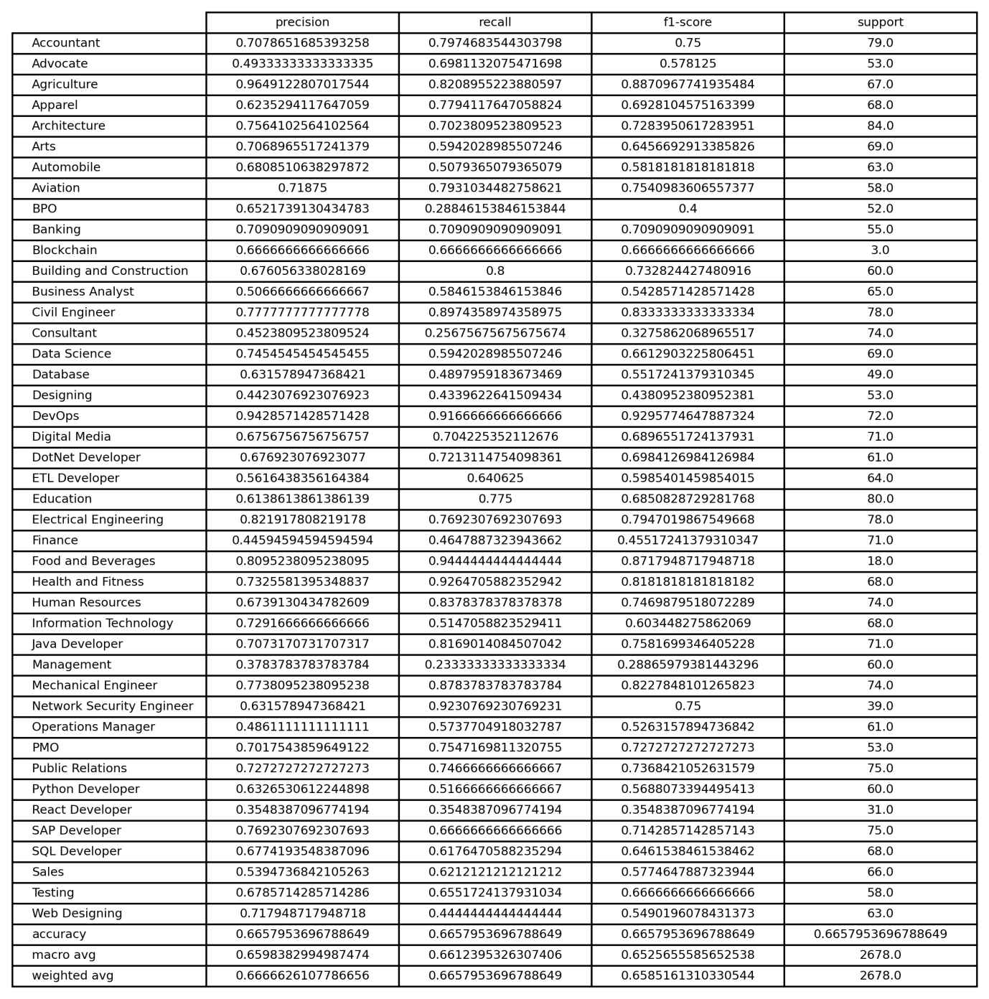 precision recall f1-score support
Accountant 0.7078651685393258 0.7974683544303798 0.75 79.0
Advocate 0.49333333333333335 0.6981132075471698 0.578125 53.0
Agriculture 0.9649122807017544 0.8208955223880597 0.8870967741935484 67.0
Apparel 0.6235294117647059 0.7794117647058824 0.6928104575163399 68.0
Architecture 0.7564102564102564 0.7023809523809523 0.7283950617283951 84.0
Arts 0.7068965517241379 0.5942028985507246 0.6456692913385826 69.0
Automobile 0.6808510638297872 0.5079365079365079 0.5818181818181818 63.0
Aviation 0.71875 0.7931034482758621 0.7540983606557377 58.0
BPO 0.6521739130434783 0.28846153846153844 0.4 52.0
Banking 0.7090909090909091 0.7090909090909091 0.7090909090909091 55.0
Blockchain 0.6666666666666666 0.6666666666666666 0.6666666666666666 3.0
Building and Construction 0.676056338028169 0.8 0.732824427480916 60.0
Business Analyst 0.5066666666666667 0.5846153846153846 0.5428571428571428 65.0
Civil Engineer 0.7777777777777778 0.8974358974358975 0.8333333333333334 78.0
Consultant 0.4523809523809524 0.25675675675675674 0.3275862068965517 74.0
Data Science 0.7454545454545455 0.5942028985507246 0.6612903225806451 69.0
Database 0.631578947368421 0.4897959183673469 0.5517241379310345 49.0
Designing 0.4423076923076923 0.4339622641509434 0.4380952380952381 53.0
DevOps 0.9428571428571428 0.9166666666666666 0.9295774647887324 72.0
Digital Media 0.6756756756756757 0.704225352112676 0.6896551724137931 71.0
DotNet Developer 0.676923076923077 0.7213114754098361 0.6984126984126984 61.0
ETL Developer 0.5616438356164384 0.640625 0.5985401459854015 64.0
Education 0.6138613861386139 0.775 0.6850828729281768 80.0
Electrical Engineering 0.821917808219178 0.7692307692307693 0.7947019867549668 78.0
Finance 0.44594594594594594 0.4647887323943662 0.45517241379310347 71.0
Food and Beverages 0.8095238095238095 0.9444444444444444 0.8717948717948718 18.0
Health and Fitness 0.7325581395348837 0.9264705882352942 0.8181818181818182 68.0
Human Resources 0.6739130434782609 0.8378378378378378 0.7469879518072289 74.0
Information Technology 0.7291666666666666 0.5147058823529411 0.603448275862069 68.0
Java Developer 0.7073170731707317 0.8169014084507042 0.7581699346405228 71.0
Management 0.3783783783783784 0.23333333333333334 0.28865979381443296 60.0
Mechanical Engineer 0.7738095238095238 0.8783783783783784 0.8227848101265823 74.0
Network Security Engineer 0.631578947368421 0.9230769230769231 0.75 39.0
Operations Manager 0.4861111111111111 0.5737704918032787 0.5263157894736842 61.0
PMO 0.7017543859649122 0.7547169811320755 0.7272727272727273 53.0
Public Relations 0.7272727272727273 0.7466666666666667 0.7368421052631579 75.0
Python Developer 0.6326530612244898 0.5166666666666667 0.5688073394495413 60.0
React Developer 0.3548387096774194 0.3548387096774194 0.3548387096774194 31.0
SAP Developer 0.7692307692307693 0.6666666666666666 0.7142857142857143 75.0
SQL Developer 0.6774193548387096 0.6176470588235294 0.6461538461538462 68.0
Sales 0.5394736842105263 0.6212121212121212 0.5774647887323944 66.0
Testing 0.6785714285714286 0.6551724137931034 0.6666666666666666 58.0
Web Designing 0.717948717948718 0.4444444444444444 0.5490196078431373 63.0
accuracy 0.6657953696788649 0.6657953696788649 0.6657953696788649 0.6657953696788649
macro avg 0.6598382994987474 0.6612395326307406 0.6525655585652538 2678.0
weighted avg 0.6666626107786656 0.6657953696788649 0.6585161310330544 2678.0